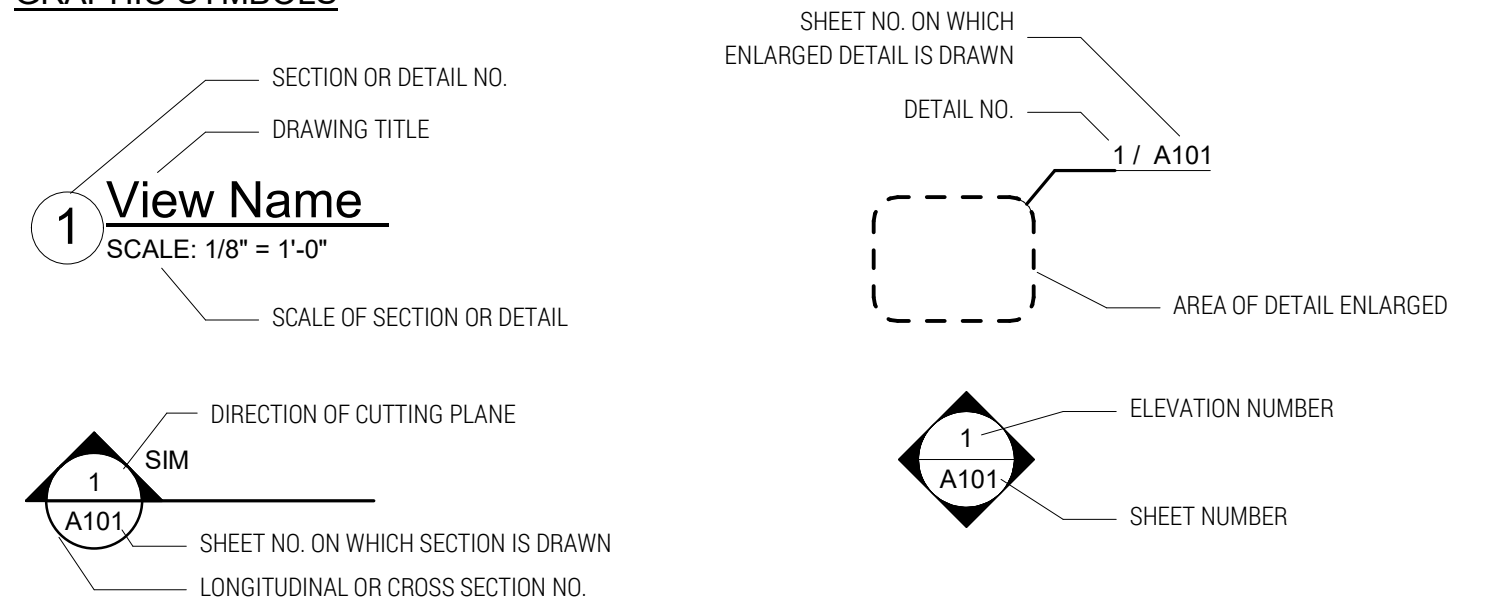 GRAPHIC SYMBOLS
SECTION OR DETAIL NO.
DRAWING TITLE
1
View Name
SCALE: 1/8" = 1'-0"
SCALE OF SECTION OR DETAIL
SHEET NO. ON WHICH
ENLARGED DETAIL IS DRAWN
DETAIL NO.
1 / A101
AREA OF DETAIL ENLARGED
DIRECTION OF CUTTING PLANE
SIM
1
A101
SHEET NO. ON WHICH SECTION IS DRAWN
LONGITUDINAL OR CROSS SECTION NO.
ELEVATION NUMBER
1
A101
SHEET NUMBER